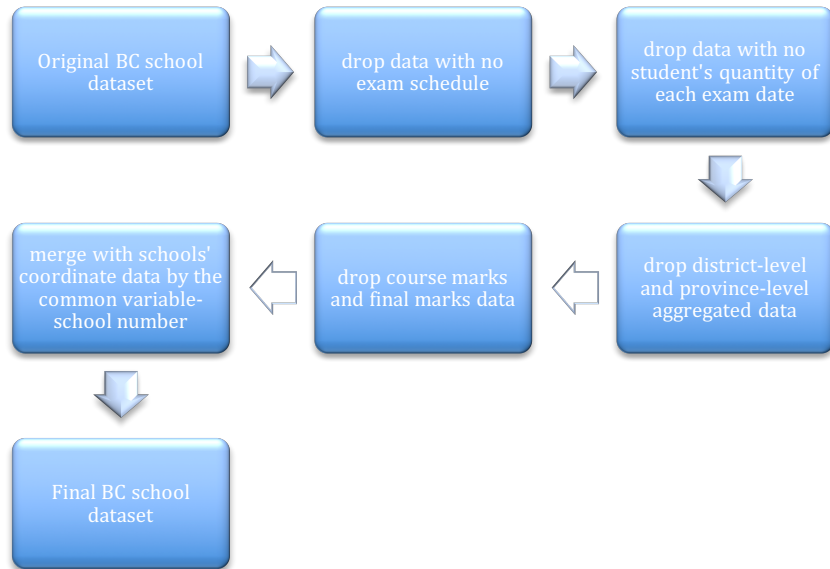 Original BC school
dataset
drop data with no
exam schedule
drop data with no
student's quantity of
each exam date
drop district-level
and province-level
aggregated data
drop course marks
and final marks data
merge with schools'
coordinate data by the
common variable-
school number
Final BC school
dataset